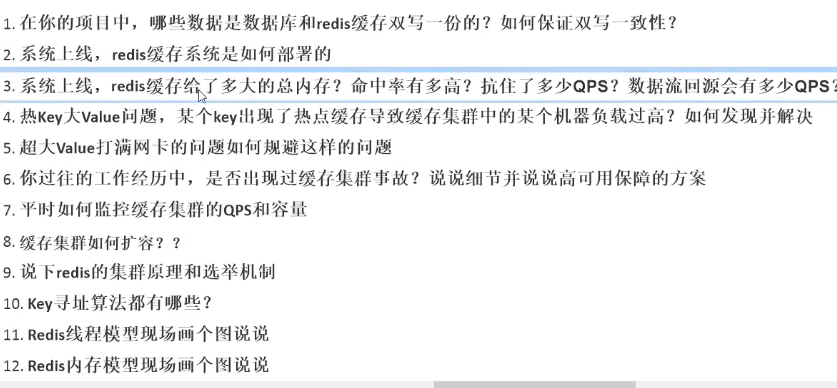 1. 在你的项目中，哪些数据是数据库和redis缓存双写一份的？如何保证双写一致性？
2. 系统上线，redis缓存系统是如何部署的
3. 系统上线，redis缓存给了多大的总内存？命中率有多高？抗住了多少QPS？数据流回源会有多少QPS？
4. 热Key大Value问题，某个key出现了热点缓存导致缓存集群中的某个机器负载过高？如何发现并解决
5. 超大Value打满网卡的问题如何规避这样的问题
6. 你过往的工作经历中，是否出现过缓存集群事故？说说细节并说说高可用保障的方案
7. 平时如何监控缓存集群的QPS和容量
8. 缓存集群如何扩容？？
9. 说下redis的集群原理和选举机制
10. Key寻址算法都有哪些？
11. Redis线程模型现场画个图说说
12. Redis内存模型现场画个图说说